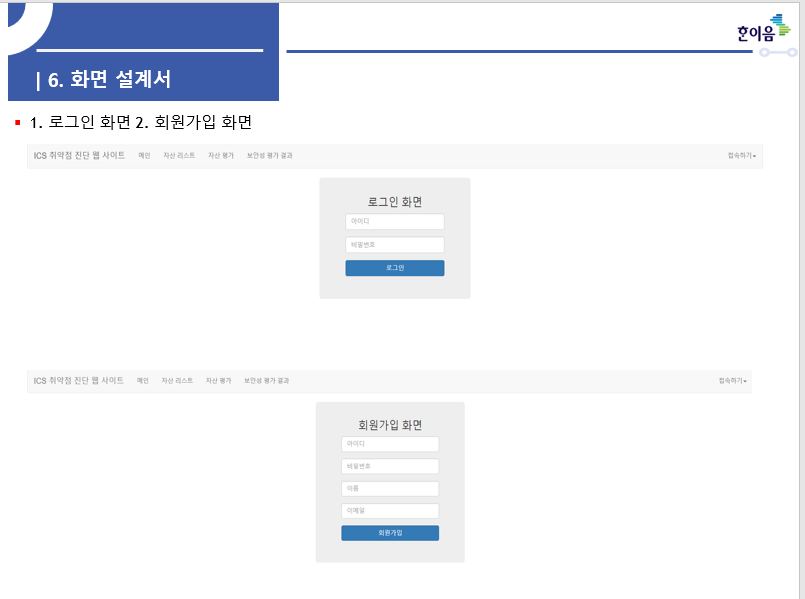 한이음
| 6. 화면 설계서
1. 로그인 화면 2. 회원가입 화면
ICS 취약점 진단 웹 사이트 메인 자산 리스트 자산 평가 보안성 평가 결과 접속하기
로그인 화면
아이디
비밀번호
로그인
ICS 취약점 진단 웹 사이트 메인 자산 리스트 자산 평가 보안성 평가 결과 접속하기
회원가입 화면
아이디
비밀번호
이름
이메일
회원가입